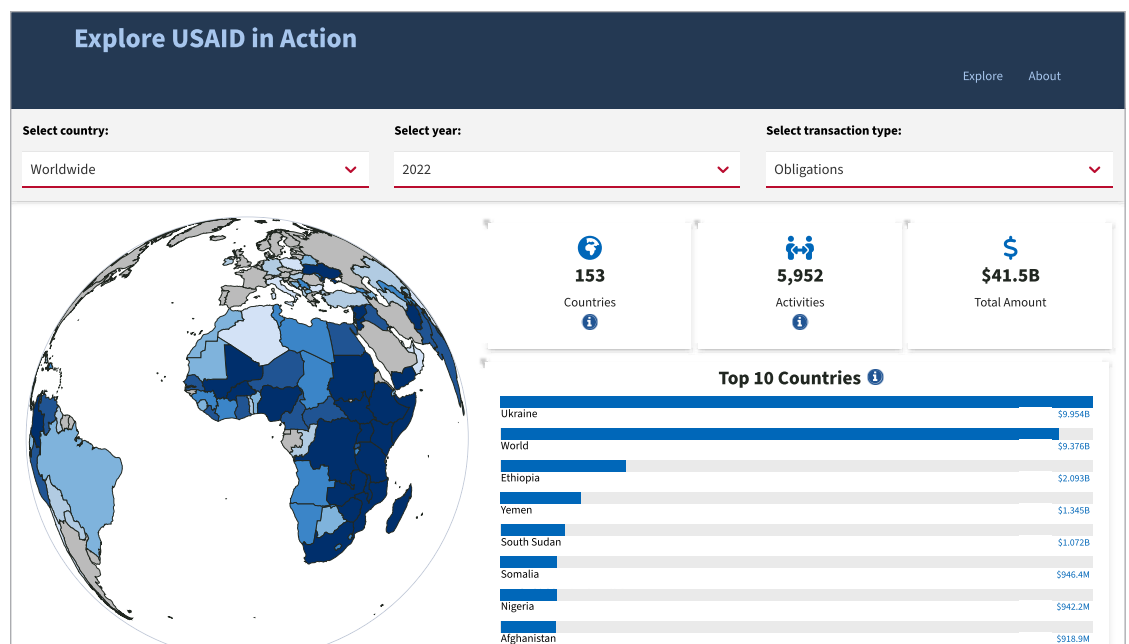 Explore USAID in Action
Explore About
Select country: Select year: Select transaction type:
Worldwide 2022 Obligations
153 5,952 $41.5B
Countries Activities Total Amount
Top 10 Countries
Ukraine $9.954B
World $9.376B
Ethiopia $2.093B
Yemen $1.345B
South Sudan $1.072B
Somalia $946.4M
Nigeria $942.2M
Afghanistan $918.9M